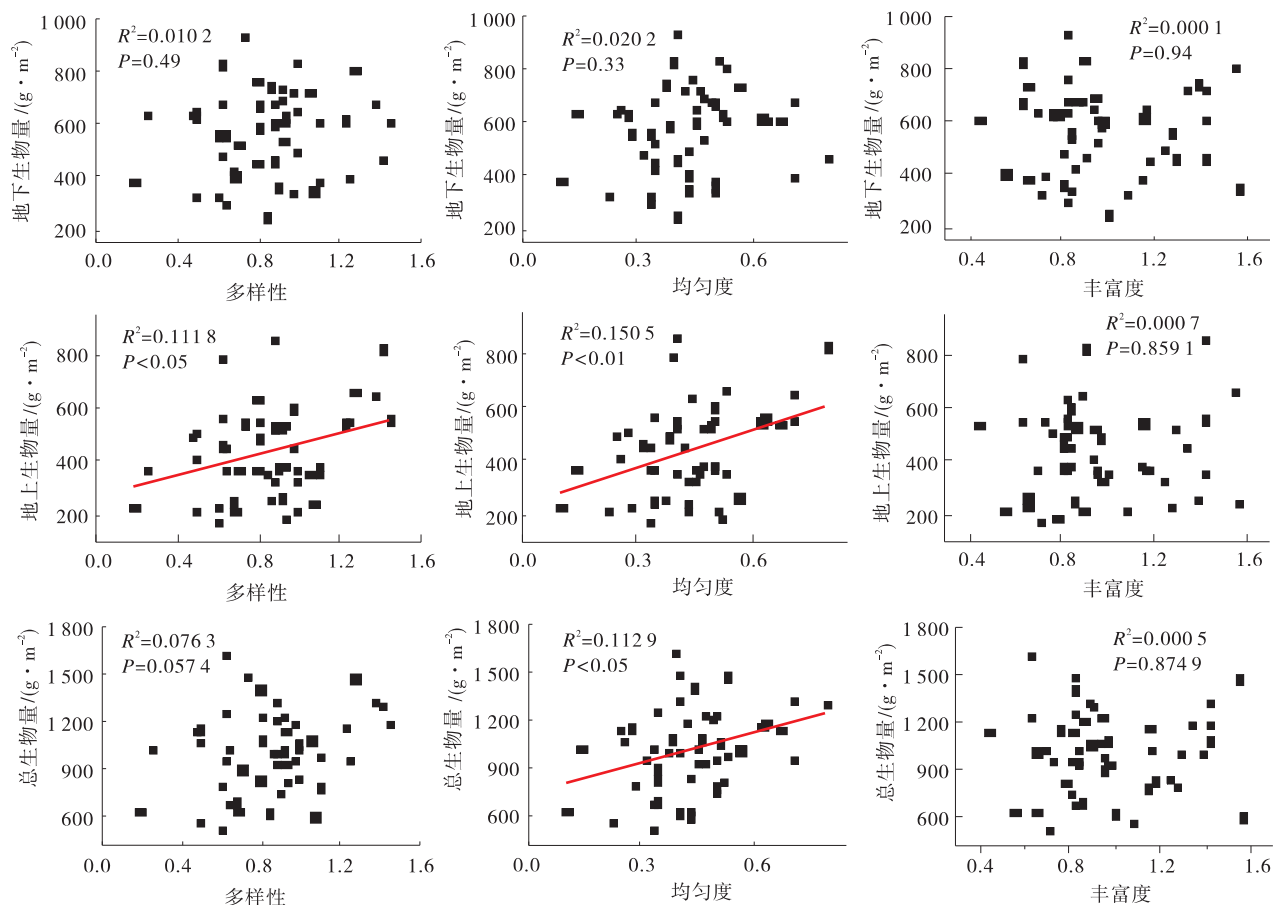 1 000
800
600
400
200
地下生物量/(g·m⁻²)
R²=0.010 2
P=0.49
0.0 0.4 0.8 1.2 1.6
多样性
1 000
800
600
400
200
地下生物量/(g·m⁻²)
R²=0.020 2
P=0.33
0.0 0.3 0.6
均匀度
1 000
800
600
400
200
地下生物量/(g·m⁻²)
R²=0.000 1
P=0.94
0.4 0.8 1.2 1.6
丰富度
800
600
400
200
地上生物量/(g·m⁻²)
R²=0.111 8
P<0.05
0.0 0.4 0.8 1.2 1.6
多样性
800
600
400
200
地上生物量/(g·m⁻²)
R²=0.150 5
P<0.01
0.0 0.3 0.6
均匀度
800
600
400
200
地上生物量/(g·m⁻²)
R²=0.000 7
P=0.859 1
0.4 0.8 1.2 1.6
丰富度
1 800
1 500
1 200
900
600
总生物量/(g·m⁻²)
R²=0.076 3
P=0.057 4
0.0 0.4 0.8 1.2 1.6
多样性
1 800
1 500
1 200
900
600
总生物量/(g·m⁻²)
R²=0.112 9
P<0.05
0.0 0.3 0.6
均匀度
1 800
1 500
1 200
900
600
总生物量/(g·m⁻²)
R²=0.000 5
P=0.874 9
0.4 0.8 1.2 1.6
丰富度